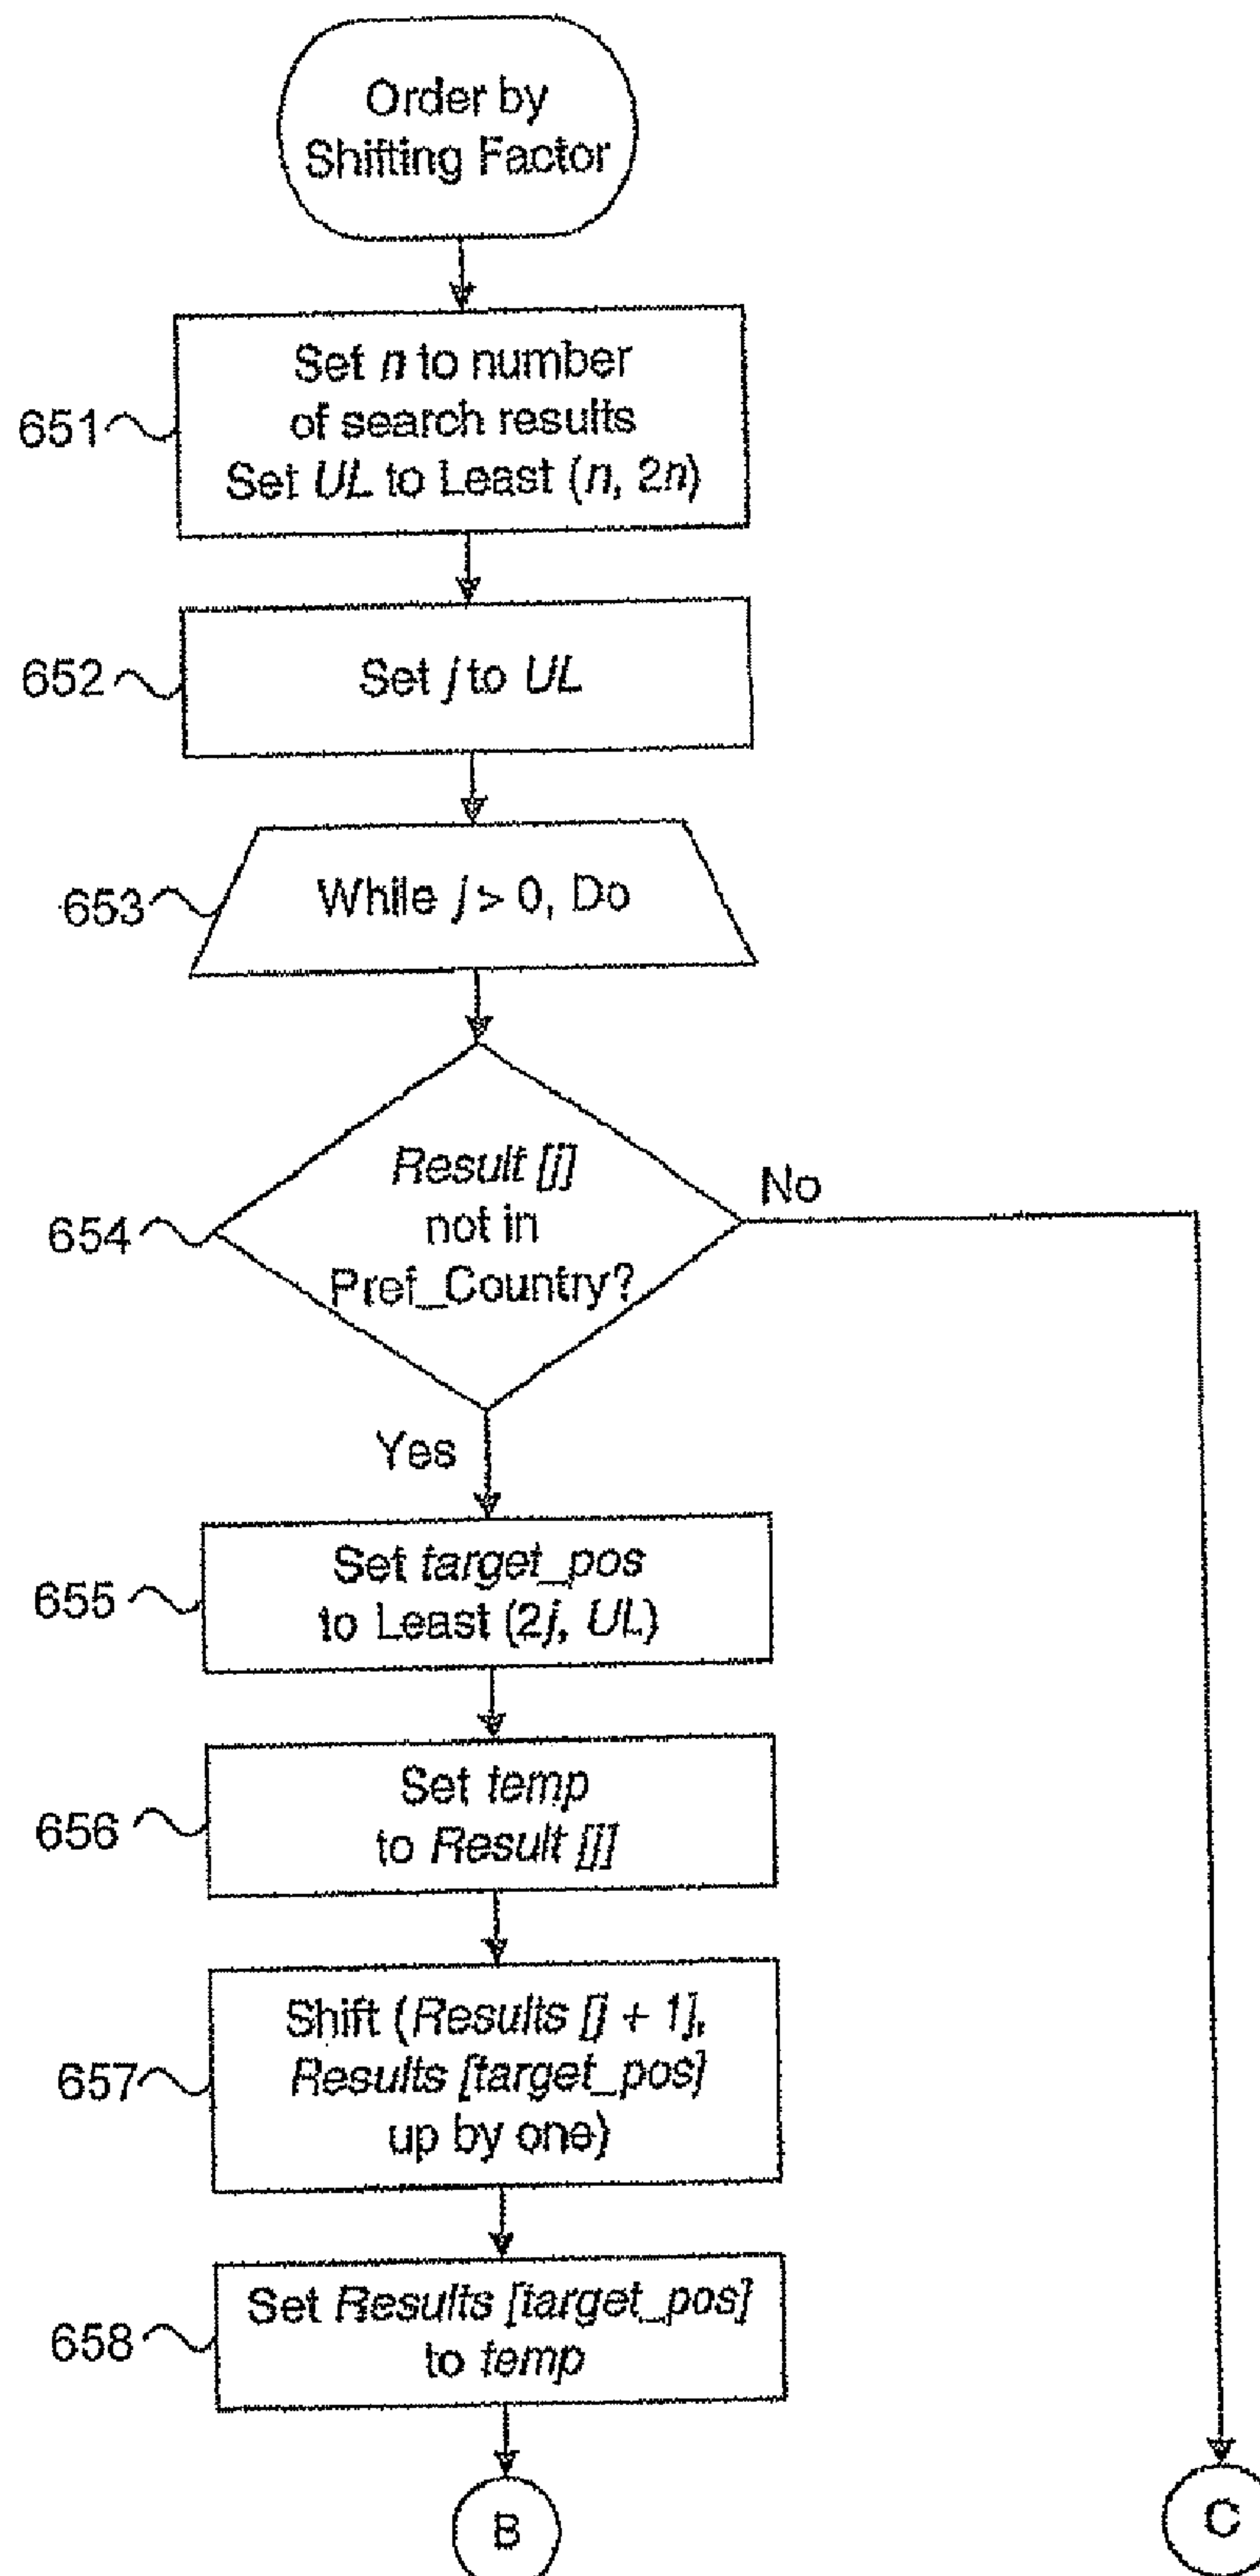 Order by
Shifting Factor
651
Set n to number
of search results
Set UL to Least (n, 2n)
652
Set j to UL
653
While j > 0, Do
654
Result [j]
not in
Pref_Country?
No
Yes
655
Set target_pos
to Least (2j, UL)
656
Set temp
to Result [j]
657
Shift (Results [j + 1],
Results [target_pos]
up by one)
658
Set Results [target_pos]
to temp
B
C